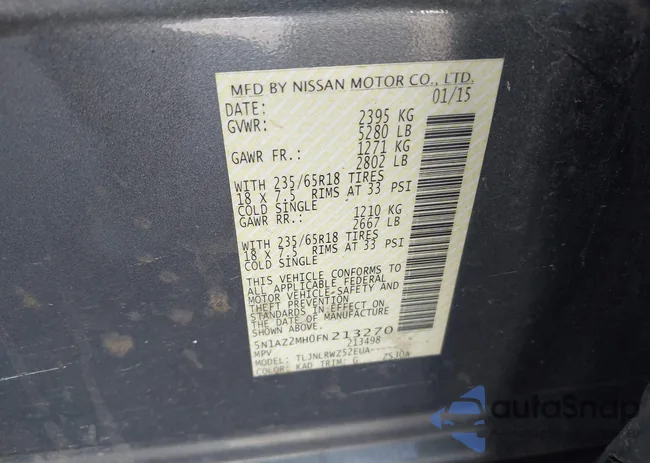 MFD BY NISSAN MOTOR CO., LTD.
DATE: 01/15
GVWR: 2395 KG
5280 LB
GAWR FR.: 1271 KG
2802 LB
WITH 235/65R18 TIRES
18 X 7.5 RIMS AT 33 PSI
COLD SINGLE
GAWR RR.: 1210 KG
2667 LB
WITH 235/65R18 TIRES
18 X 7.5 RIMS AT 33 PSI
COLD SINGLE
THIS VEHICLE CONFORMS TO
ALL APPLICABLE FEDERAL
MOTOR VEHICLE SAFETY AND
THEFT PREVENTION
STANDARDS IN EFFECT ON
THE DATE OF MANUFACTURE
SHOWN ABOVE.
5N1AZ2MH0FN213270
MPV 213498
MODEL: TLJNLRWZ52EUA-----
COLOR: KAD TRIM: G Z5J0A
autoSnap